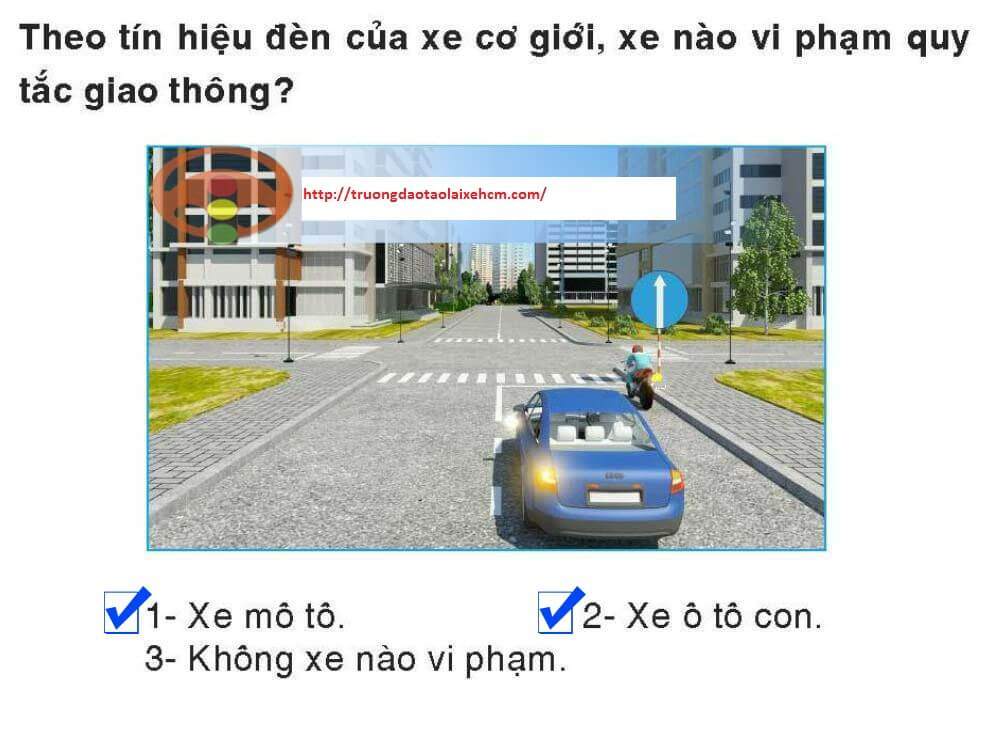 Theo tín hiệu đèn của xe cơ giới, xe nào vi phạm quy
tắc giao thông?
http://truongdaotaolaixehcm.com/
1- Xe mô tô.
2- Xe ô tô con.
3- Không xe nào vi phạm.